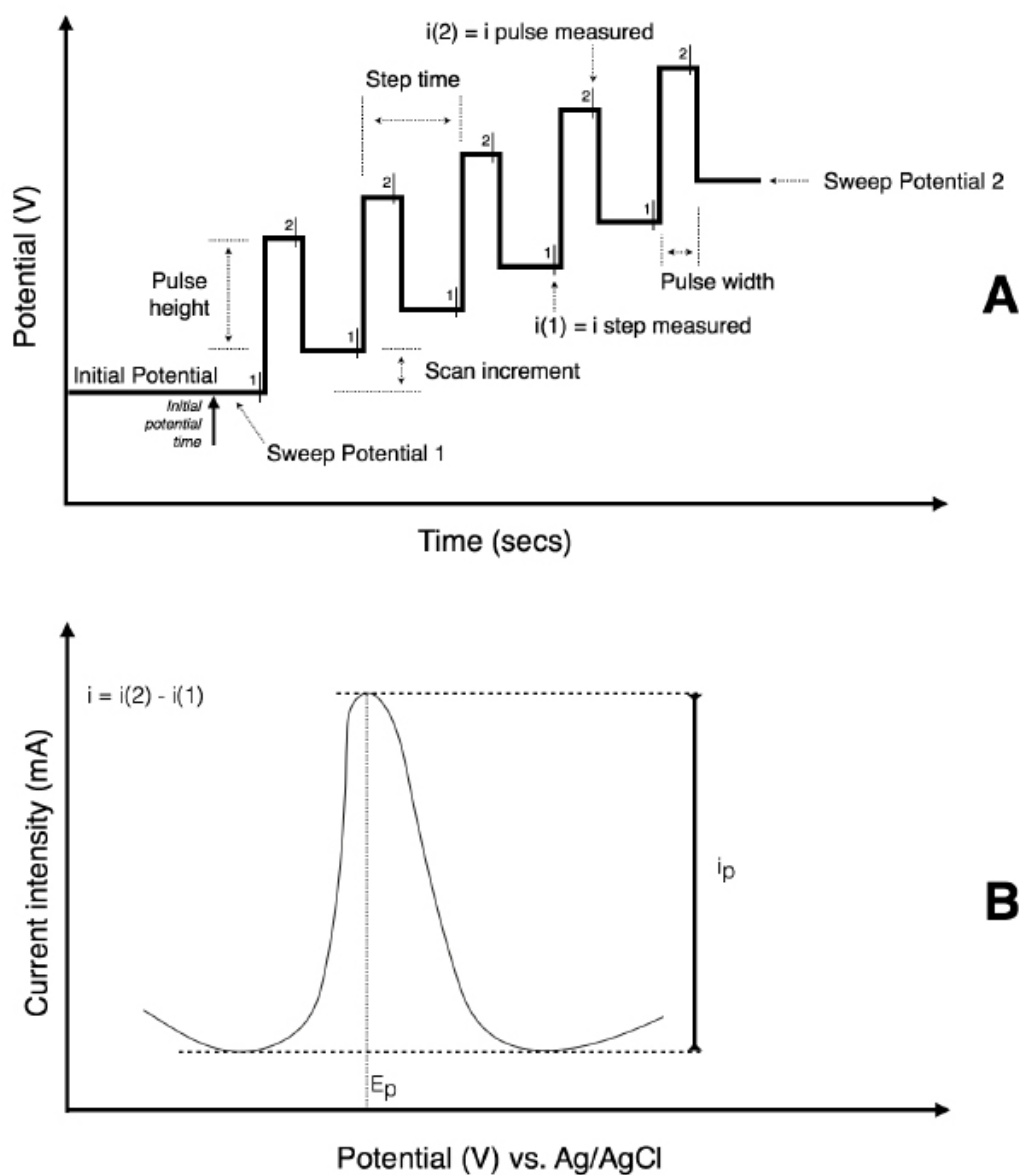 i(2) = i pulse measured
Step time
2
2
2
2
2
Sweep Potential 2
Pulse
height
Pulse width
1
1
1
1
1
i(1) = i step measured
Scan increment
Initial Potential
Initial
potential
time
Sweep Potential 1
Potential (V)
Time (secs)
A
i = i(2) - i(1)
Current intensity (mA)
ip
Ep
Potential (V) vs. Ag/AgCl
B